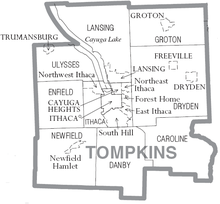 GROTON
LANSING
Cayuga Lake
TRUMANSBURG
GROTON
FREEVILLE
ULYSSES
LANSING
Northwest Ithaca
Northeast
Ithaca
ENFIELD
DRYDEN
Forest Home
CAYUGA
HEIGHTS
DRYDEN
East Ithaca
ITHACA
ITHACA
South Hill
NEWFIELD
CAROLINE
TOMPKINS
Newfield
Hamlet
DANBY